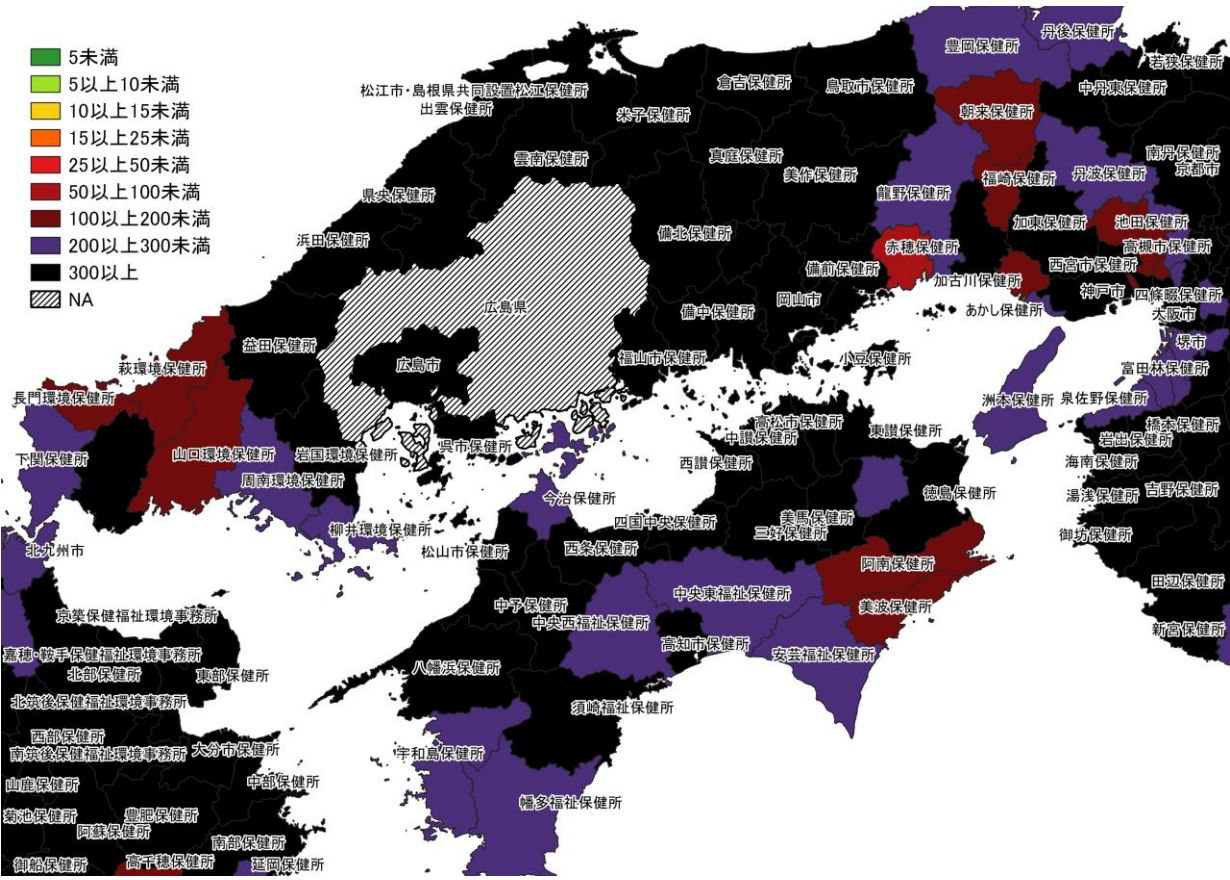 5未満
5以上10未満
10以上15未満
15以上25未満
25以上50未満
50以上100未満
100以上200未満
200以上300未満
300以上
NA
丹後保健所
豊岡保健所
若狭保健所
中丹東保健所
倉吉保健所
鳥取市保健所
松江市・島根県共同設置松江保健所
出雲保健所
米子保健所
朝来保健所
雲南保健所
真庭保健所
美作保健所
南丹保健所
京都市
福崎保健所
丹波保健所
龍野保健所
県央保健所
加東保健所
池田保健所
浜田保健所
備北保健所
赤穂保健所
高槻市保健所
備前保健所
西宮市保健所
加古川保健所
神戸市
四條畷保健所
岡山市
広島県
備中保健所
あかし保健所
大阪市
益田保健所
堺市
萩環境保健所
広島市
福山市保健所
小豆保健所
富田林保健所
長門環境保健所
洲本保健所
泉佐野保健所
高松市保健所
橋本保健所
中讃保健所
東讃保健所
岩出保健所
呉市保健所
山口環境保健所
岩国環境保健所
下関保健所
西讃保健所
海南保健所
周南環境保健所
今治保健所
徳島保健所
湯浅保健所
吉野保健所
四国中央保健所
美馬保健所
三好保健所
柳井環境保健所
御坊保健所
北九州市
松山市保健所
西条保健所
阿南保健所
田辺保健所
中央東福祉保健所
中予保健所
美波保健所
京築保健福祉環境事務所
中央西福祉保健所
新宮保健所
高知市保健所
嘉穂・鞍手保健福祉環境事務所
安芸福祉保健所
北部保健所
東部保健所
八幡浜保健所
北筑後保健福祉環境事務所
須崎福祉保健所
西部保健所
南筑後保健福祉環境事務所
大分市保健所
宇和島保健所
山鹿保健所
中部保健所
幡多福祉保健所
菊池保健所
豊肥保健所
阿蘇保健所
南部保健所
御船保健所
高千穂保健所
延岡保健所